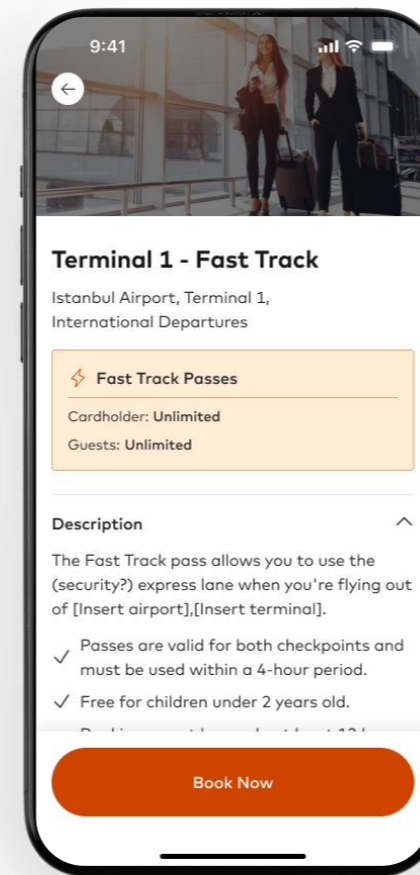 9:41
Terminal 1 - Fast Track
Istanbul Airport, Terminal 1,
International Departures
Fast Track Passes
Cardholder: Unlimited
Guests: Unlimited
Description
The Fast Track pass allows you to use the
(security?) express lane when you're flying out
of [Insert airport],[Insert terminal].
Passes are valid for both checkpoints and
must be used within a 4-hour period.
Free for children under 2 years old.
Book Now